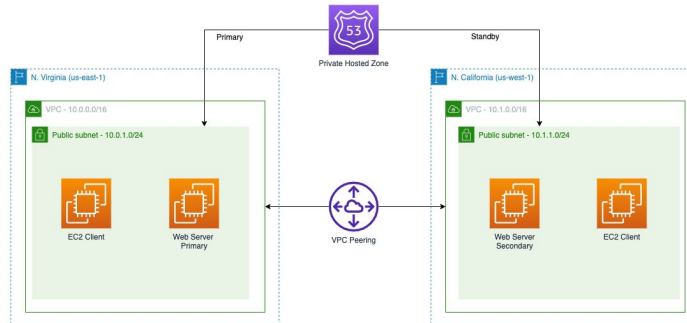 53
Primary
Standby
Private Hosted Zone
N. Virginia (us-east-1)
N. California (us-west-1)
VPC - 10.0.0.0/16
VPC - 10.1.0.0/16
Public subnet - 10.0.1.0/24
Public subnet - 10.1.1.0/24
EC2 Client
Web Server
Primary
VPC Peering
Web Server
Secondary
EC2 Client